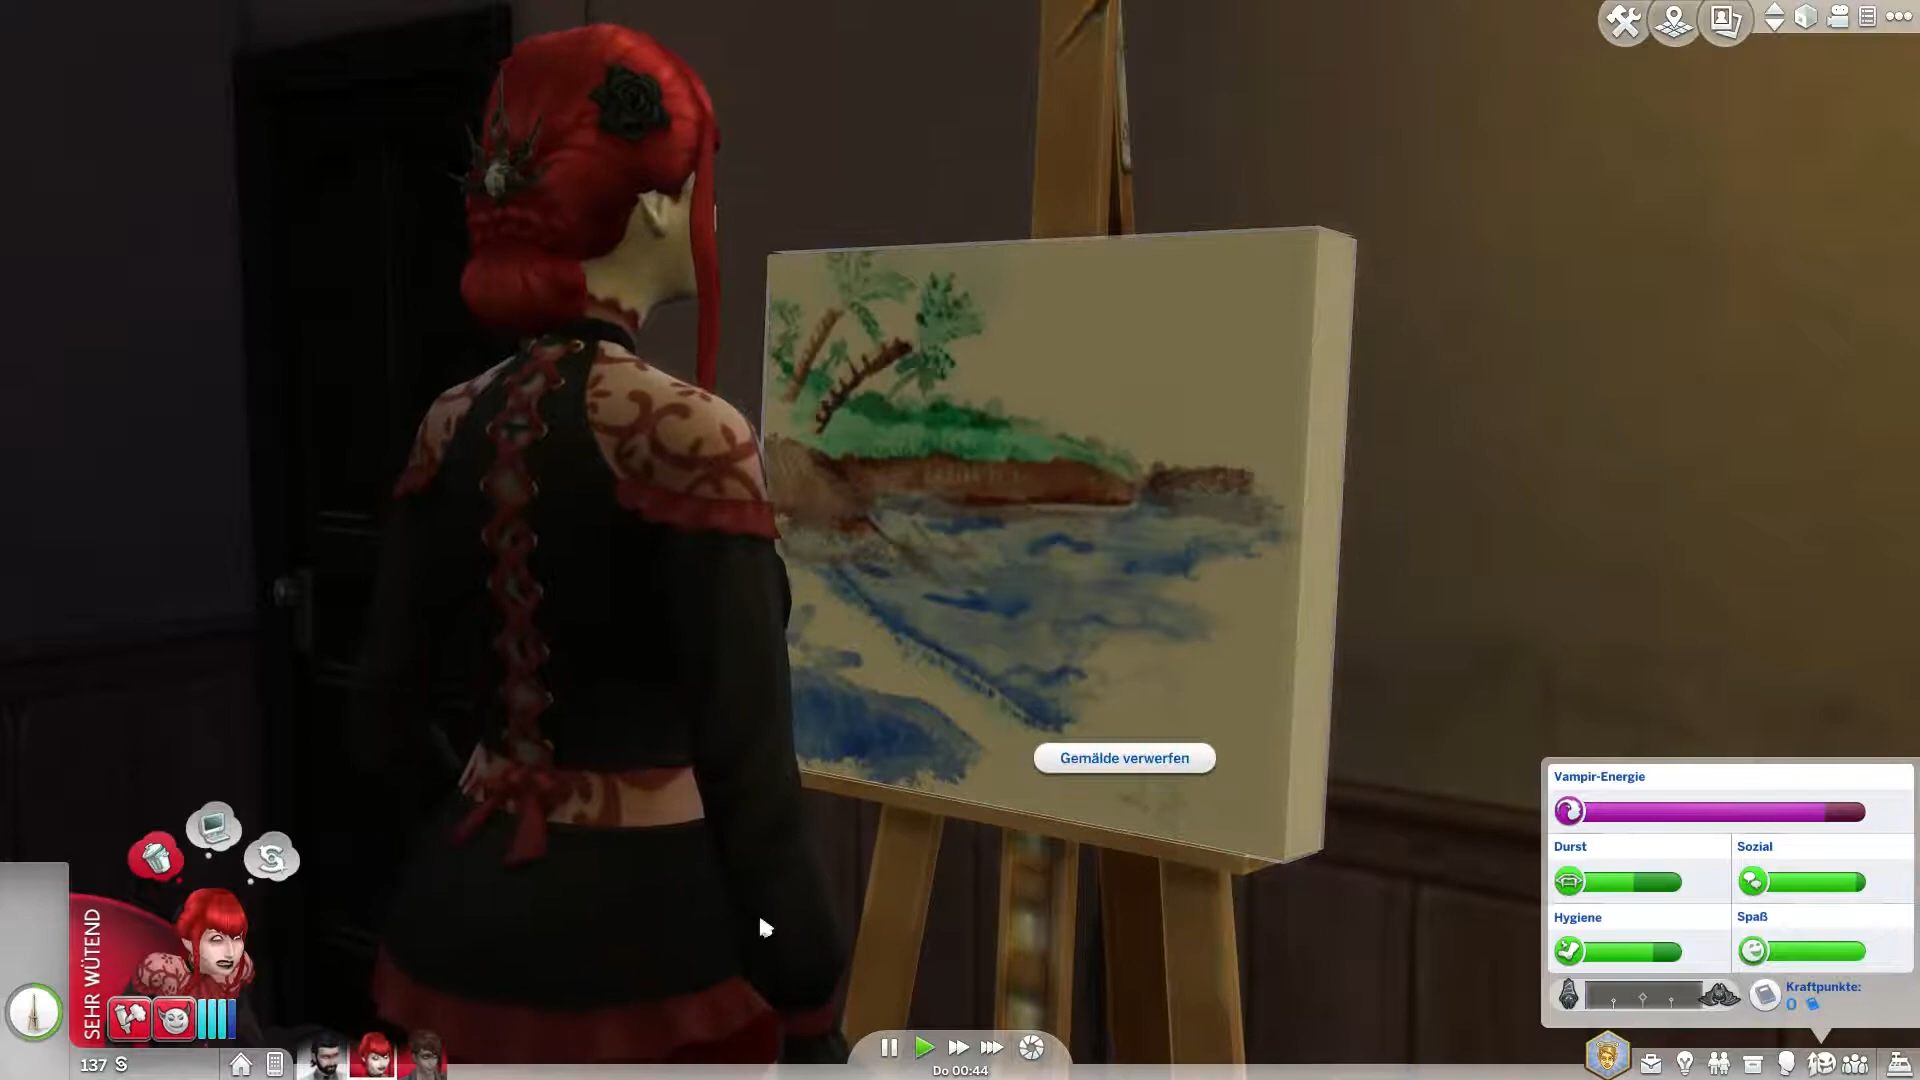 Gemälde verwerfen
Vampir-Energie
Durst
Sozial
Hygiene
Spaß
Kraftpunkte:
0
SEHR WÜTEND
137
Do 00:44